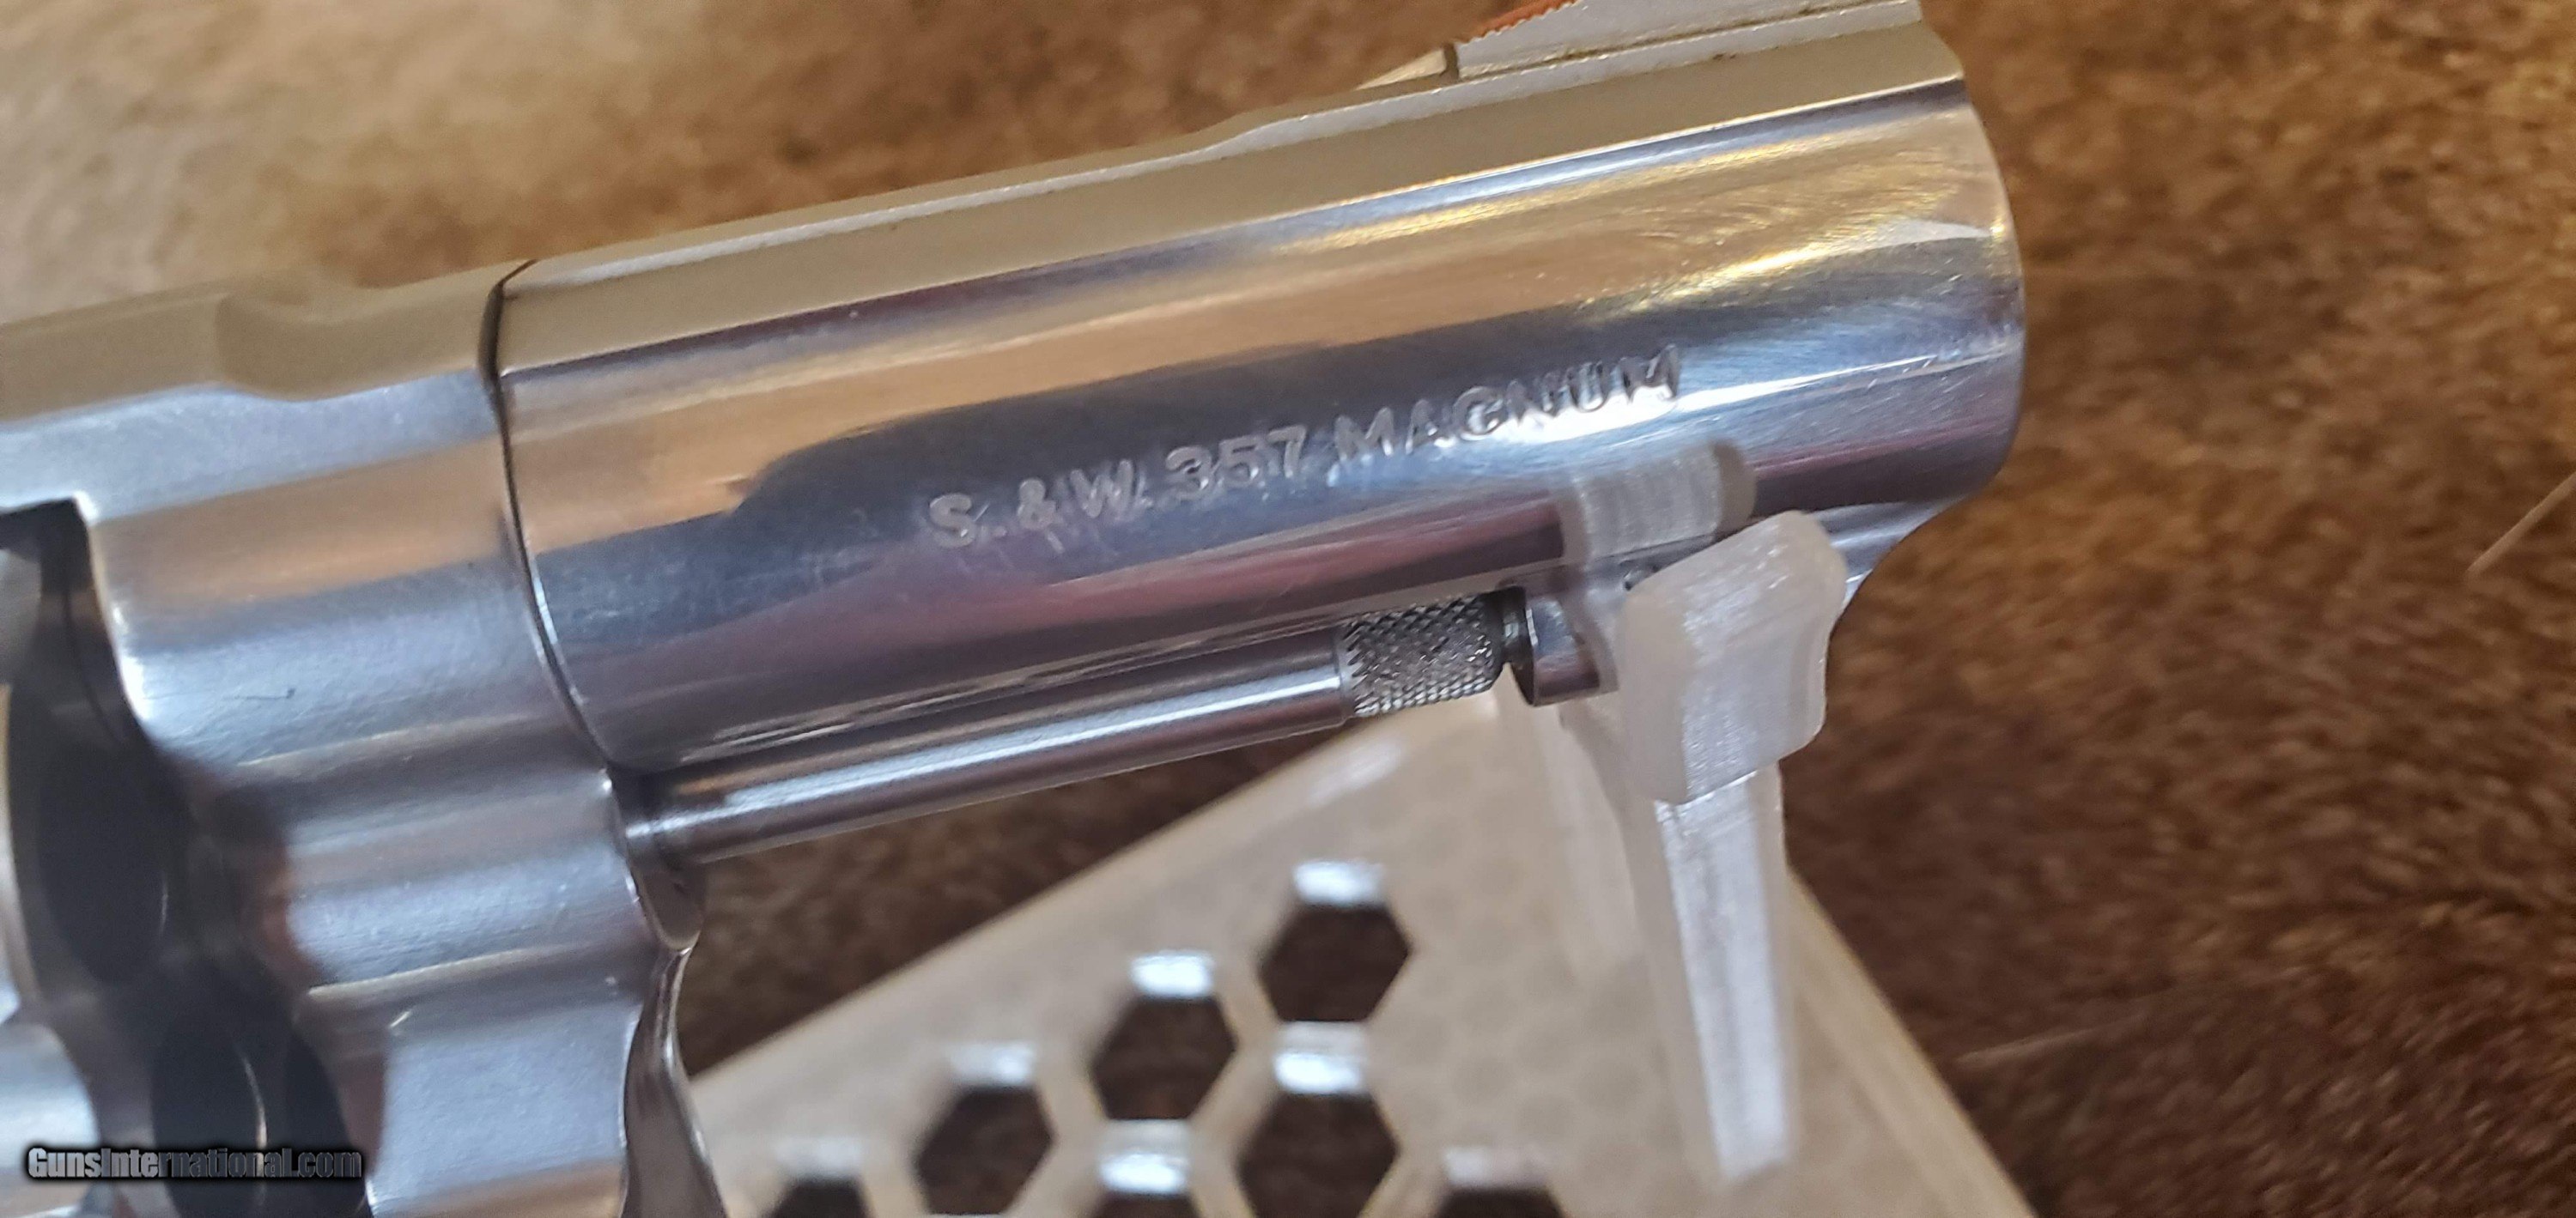 S. & W. 357 MAGNUM
GunsInternational.com